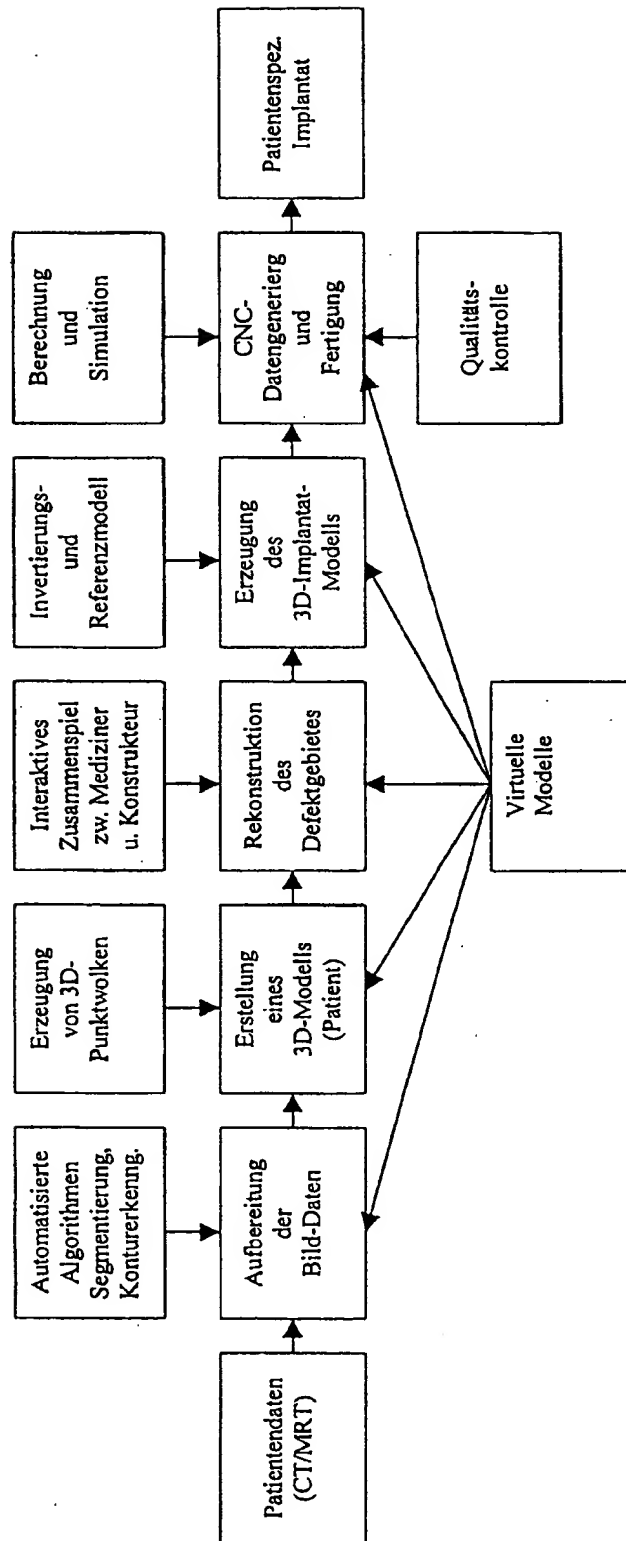 Automatisierte
Algorithmen
Segmentierung,
Konturerkenng.
Erzeugung
von 3D-
Punktwolken
Interaktives
Zusammenspiel
zw. Mediziner
u. Konstrukteur
Invertierungs-
und
Referenzmodell
Berechnung
und
Simulation
Patientendaten
(CT/MRT)
Aufbereitung
der
Bild-Daten
Erstellung
eines
3D-Modells
(Patient)
Rekonstruktion
des
Defektgebietes
Erzeugung
des
3D-Implantat-
Modells
CNC-
Datengenerierg
und
Fertigung
Patientenspez.
Implantat
Virtuelle
Modelle
Qualitäts-
kontrolle